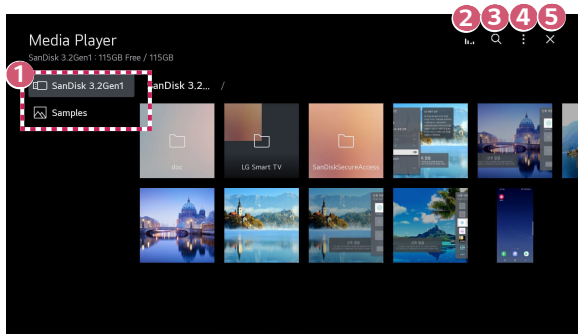 2 3 4 5
Media Player
SanDisk 3.2Gen1 : 115GB Free / 115GB
1
SanDisk 3.2Gen1
anDisk 3.2... /
Samples
doc
LG Smart TV
SanDiskSecureAccess